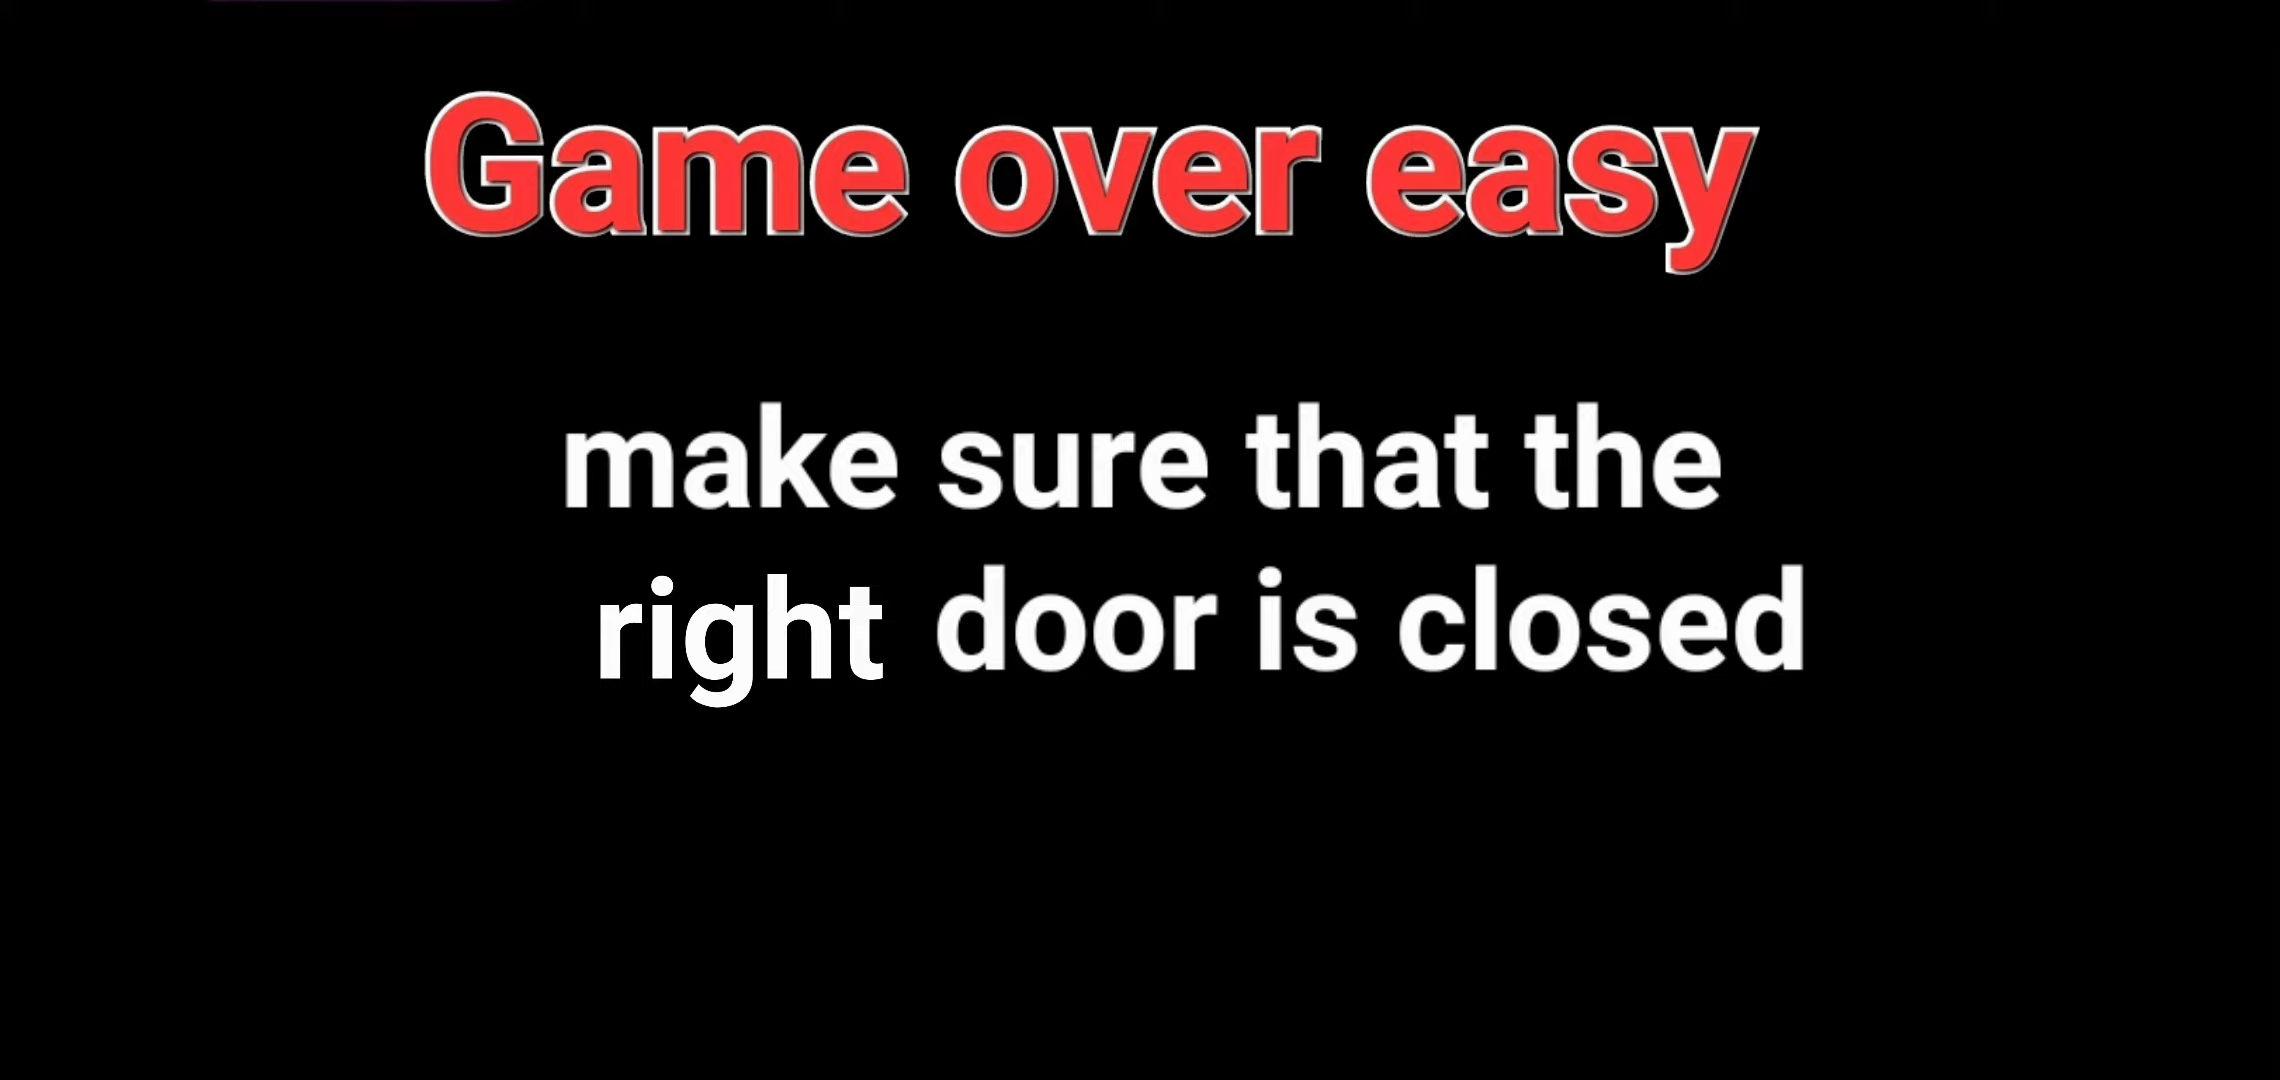 Game over easy
make sure that the
right door is closed